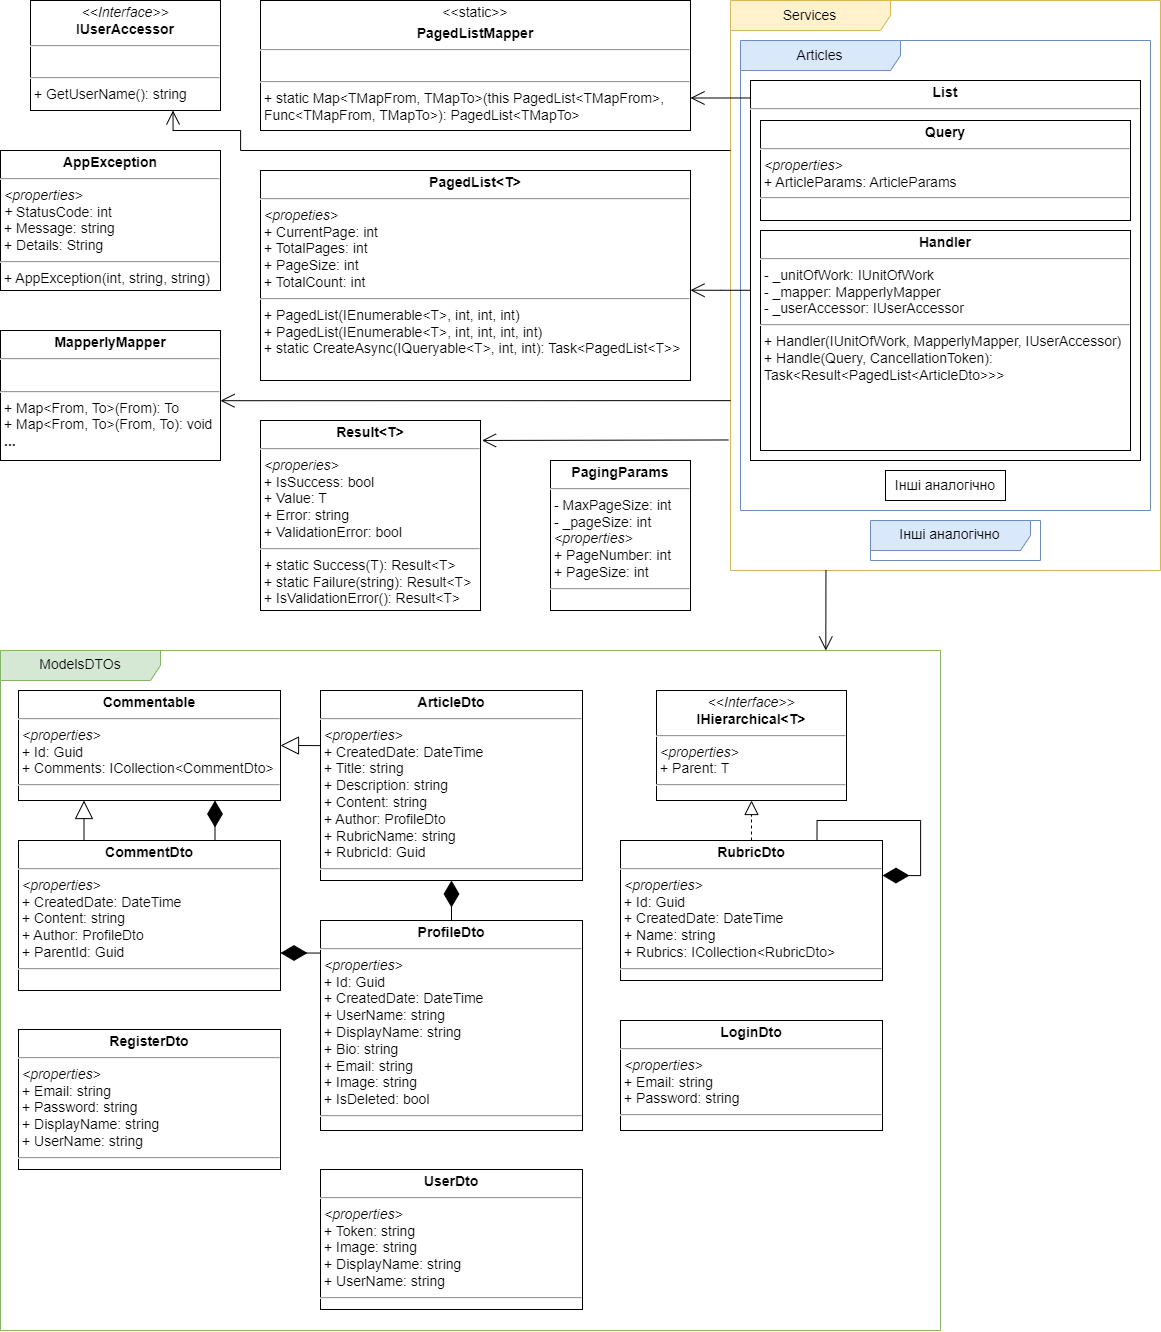 <<Interface>>
IUserAccessor
+ GetUserName(): string
<<static>>
PagedListMapper
+ static Map<TMapFrom, TMapTo>(this PagedList<TMapFrom>,
Func<TMapFrom, TMapTo>): PagedList<TMapTo>
Services
Articles
List
Query
<properties>
+ ArticleParams: ArticleParams
Handler
- _unitOfWork: IUnitOfWork
- _mapper: MapperlyMapper
- _userAccessor: IUserAccessor
+ Handler(IUnitOfWork, MapperlyMapper, IUserAccessor)
+ Handle(Query, CancellationToken):
Task<Result<PagedList<ArticleDto>>>
Інші аналогічно
Інші аналогічно
AppException
<properties>
+ StatusCode: int
+ Message: string
+ Details: String
+ AppException(int, string, string)
PagedList<T>
<propeties>
+ CurrentPage: int
+ TotalPages: int
+ PageSize: int
+ TotalCount: int
+ PagedList(IEnumerable<T>, int, int, int)
+ PagedList(IEnumerable<T>, int, int, int, int)
+ static CreateAsync(IQueryable<T>, int, int): Task<PagedList<T>>
MapperlyMapper
+ Map<From, To>(From): To
+ Map<From, To>(From, To): void
...
Result<T>
<properies>
+ IsSuccess: bool
+ Value: T
+ Error: string
+ ValidationError: bool
+ static Success(T): Result<T>
+ static Failure(string): Result<T>
+ IsValidationError(): Result<T>
PagingParams
- MaxPageSize: int
- _pageSize: int
<properties>
+ PageNumber: int
+ PageSize: int
ModelsDTOs
Commentable
<properties>
+ Id: Guid
+ Comments: ICollection<CommentDto>
ArticleDto
<properties>
+ CreatedDate: DateTime
+ Title: string
+ Description: string
+ Content: string
+ Author: ProfileDto
+ RubricName: string
+ RubricId: Guid
<<Interface>>
IHierarchical<T>
<properties>
+ Parent: T
CommentDto
<properties>
+ CreatedDate: DateTime
+ Content: string
+ Author: ProfileDto
+ ParentId: Guid
RubricDto
<properties>
+ Id: Guid
+ CreatedDate: DateTime
+ Name: string
+ Rubrics: ICollection<RubricDto>
ProfileDto
<properties>
+ Id: Guid
+ CreatedDate: DateTime
+ UserName: string
+ DisplayName: string
+ Bio: string
+ Email: string
+ Image: string
+ IsDeleted: bool
RegisterDto
<properties>
+ Email: string
+ Password: string
+ DisplayName: string
+ UserName: string
LoginDto
<properties>
+ Email: string
+ Password: string
UserDto
<properties>
+ Token: string
+ Image: string
+ DisplayName: string
+ UserName: string